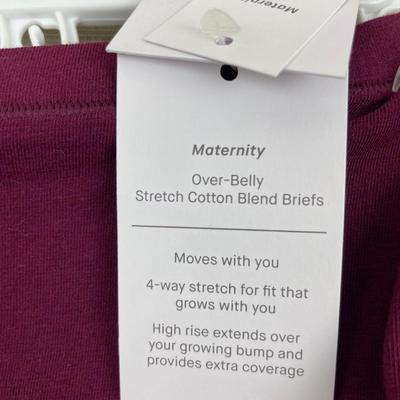 Maternity
Maternity
Over-Belly
Stretch Cotton Blend Briefs
Moves with you
4-way stretch for fit that
grows with you
High rise extends over
your growing bump and
provides extra coverage